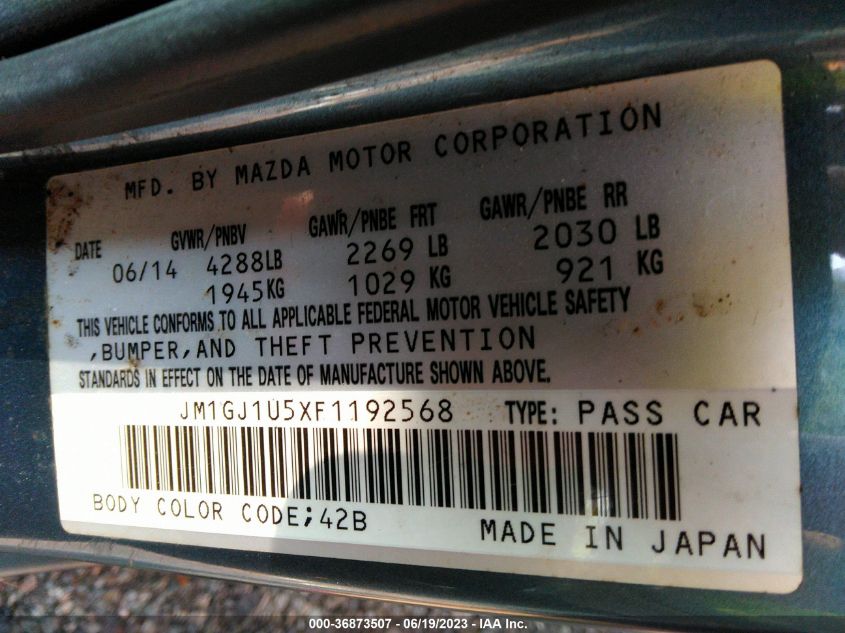 MFD. BY MAZDA MOTOR CORPORATION
DATE GVWR/PNBV GAWR/PNBE FRT GAWR/PNBE RR
06/14 4288LB 2269 LB 2030 LB
1945KG 1029 KG 921 KG
THIS VEHICLE CONFORMS TO ALL APPLICABLE FEDERAL MOTOR VEHICLE SAFETY
,BUMPER,AND THEFT PREVENTION
STANDARDS IN EFFECT ON THE DATE OF MANUFACTURE SHOWN ABOVE.
JM1GJ1U5XF1192568 TYPE: PASS CAR
BODY COLOR CODE;42B
MADE IN JAPAN
000-36873507 - 06/19/2023 - IAA Inc.